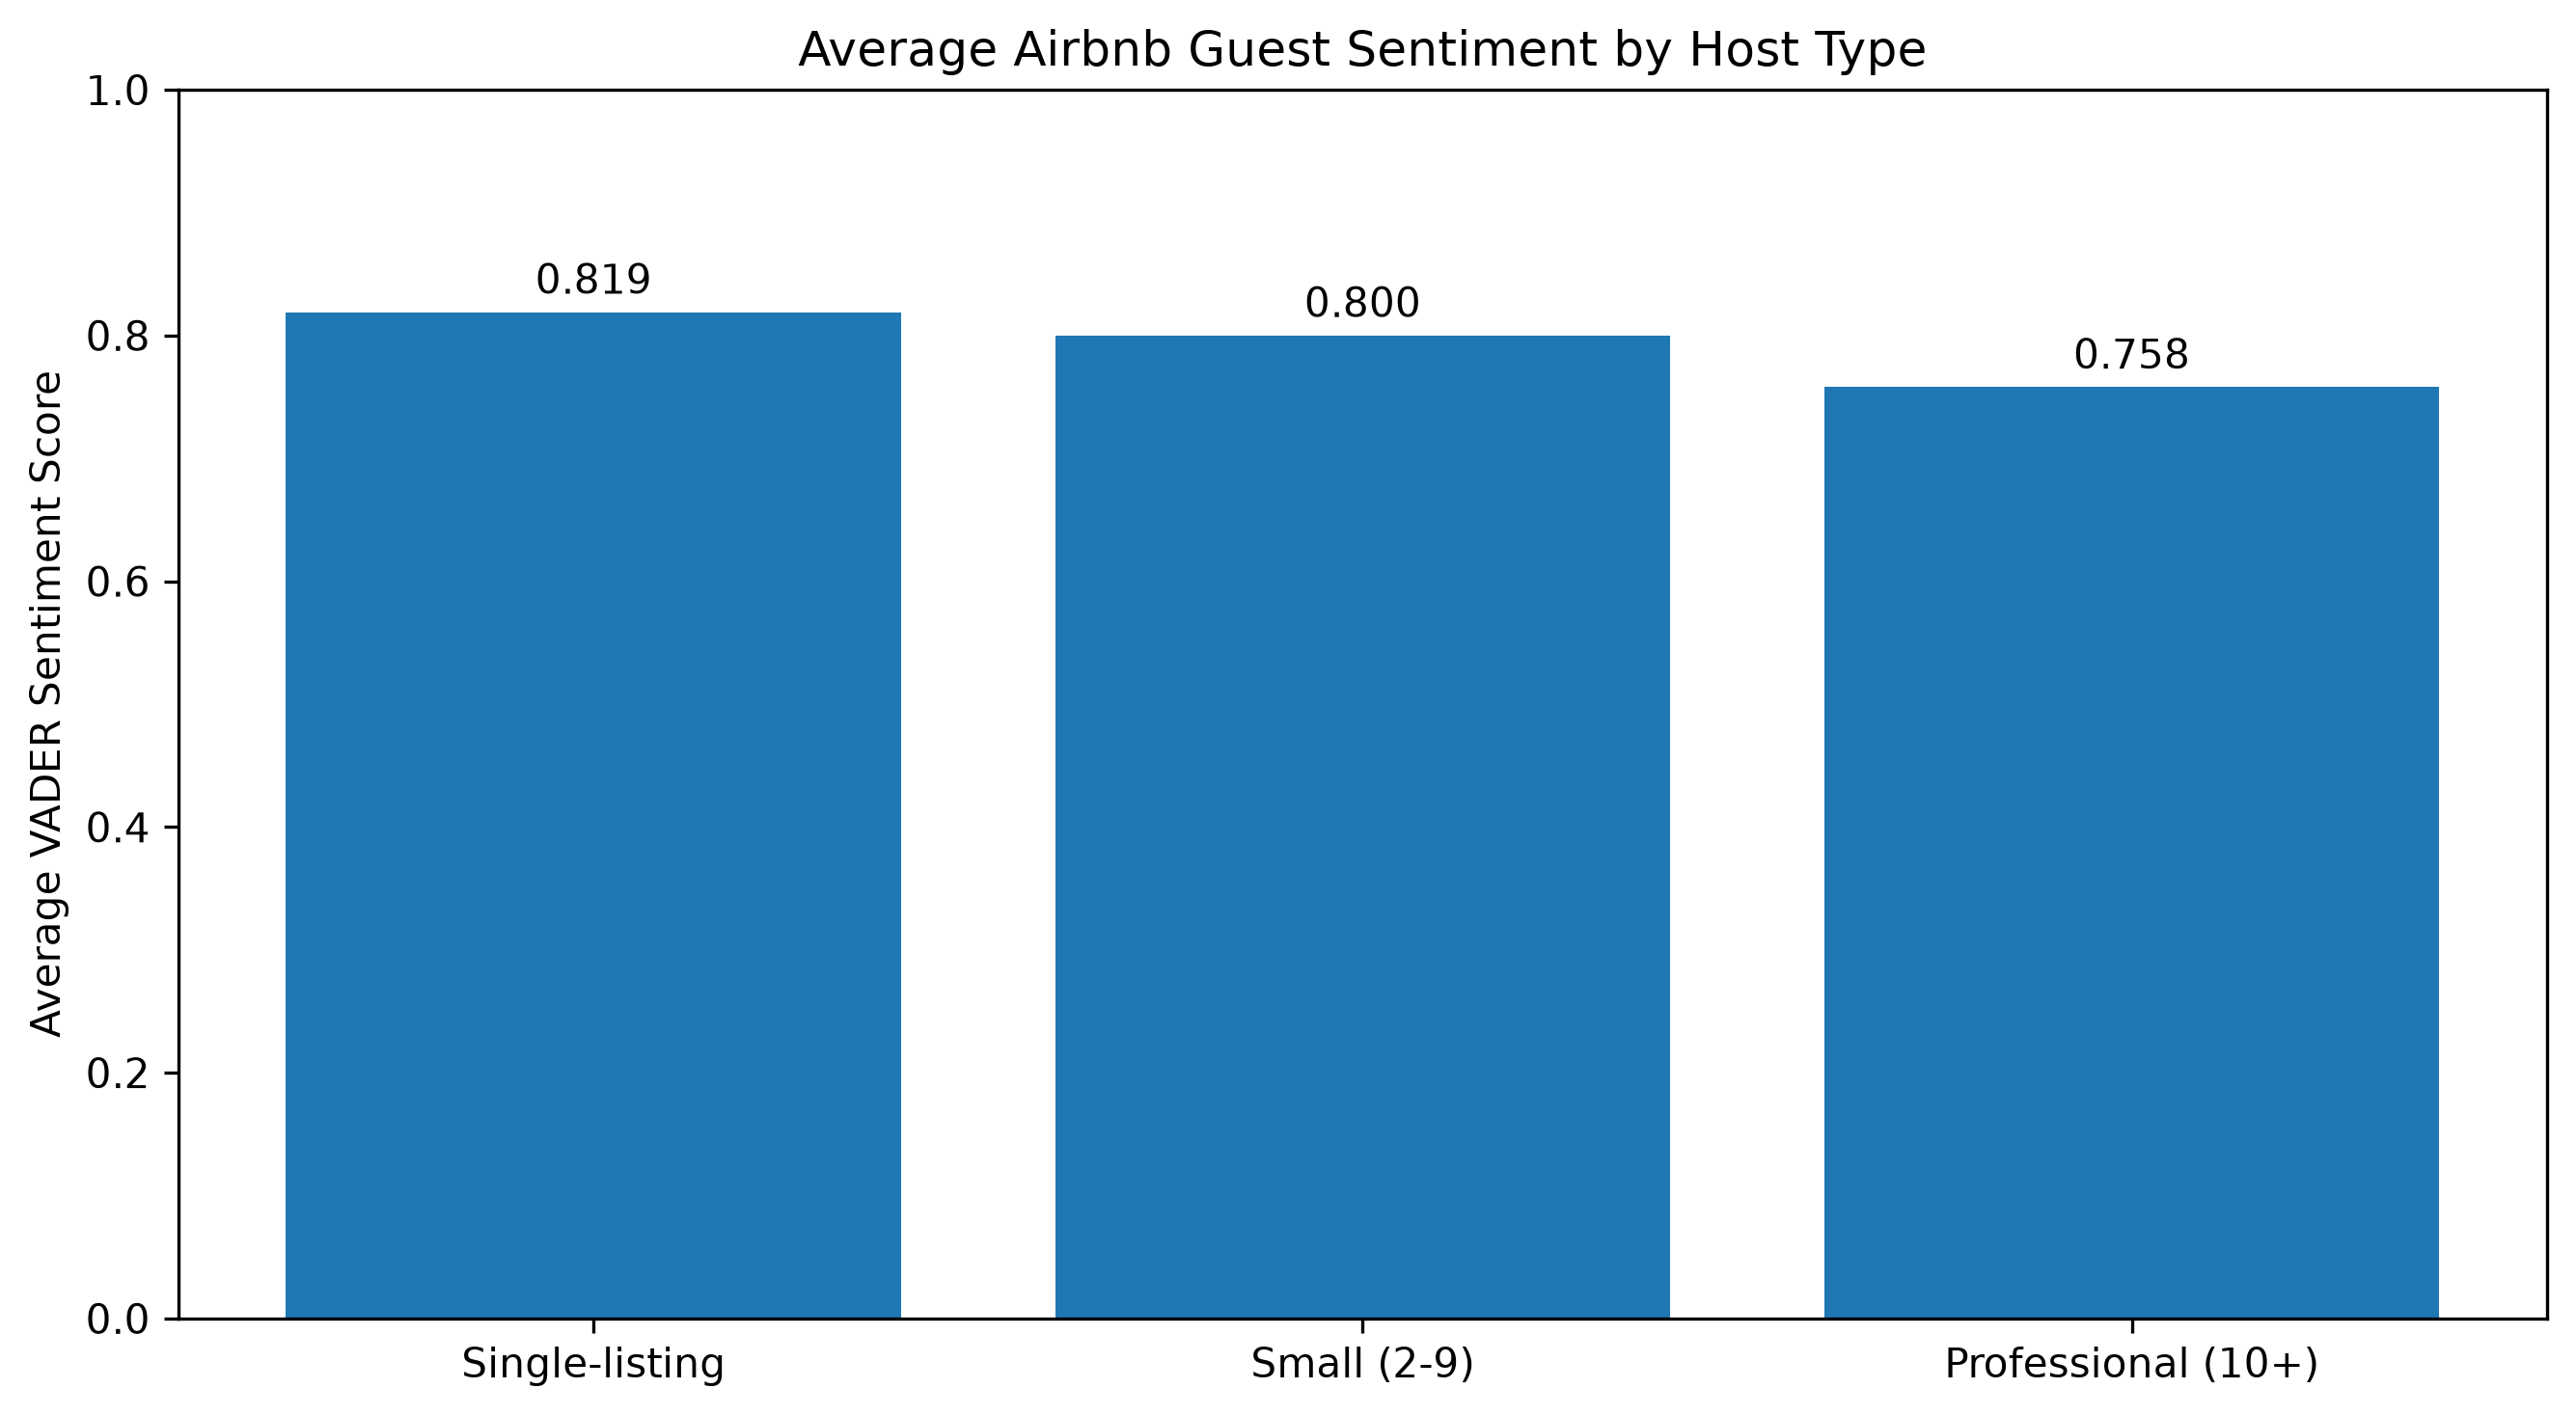 Average Airbnb Guest Sentiment by Host Type
Average VADER Sentiment Score
1.0
0.8
0.6
0.4
0.2
0.0
0.819
0.800
0.758
Single-listing
Small (2-9)
Professional (10+)